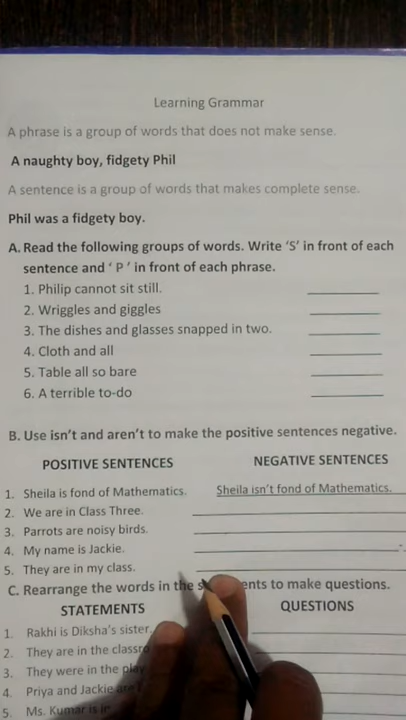 Learning Grammar
A phrase is a group of words that does not make sense.
A naughty boy, fidgety Phil
A sentence is a group of words that makes complete sense.
Phil was a fidgety boy.
A. Read the following groups of words. Write ‘S’ in front of each
sentence and ‘ P ’ in front of each phrase.
1. Philip cannot sit still.
2. Wriggles and giggles
3. The dishes and glasses snapped in two.
4. Cloth and all
5. Table all so bare
6. A terrible to-do
B. Use isn’t and aren’t to make the positive sentences negative.
POSITIVE SENTENCES NEGATIVE SENTENCES
1. Sheila is fond of Mathematics. Sheila isn’t fond of Mathematics.
2. We are in Class Three.
3. Parrots are noisy birds.
4. My name is Jackie.
5. They are in my class.
C. Rearrange the words in the to make questions.
STATEMENTS QUESTIONS
1. Rakhi is Diksha’s sister.
2. They are in the
3. They were in the
4. Priya and Jackie
5. Ms. Kumar is